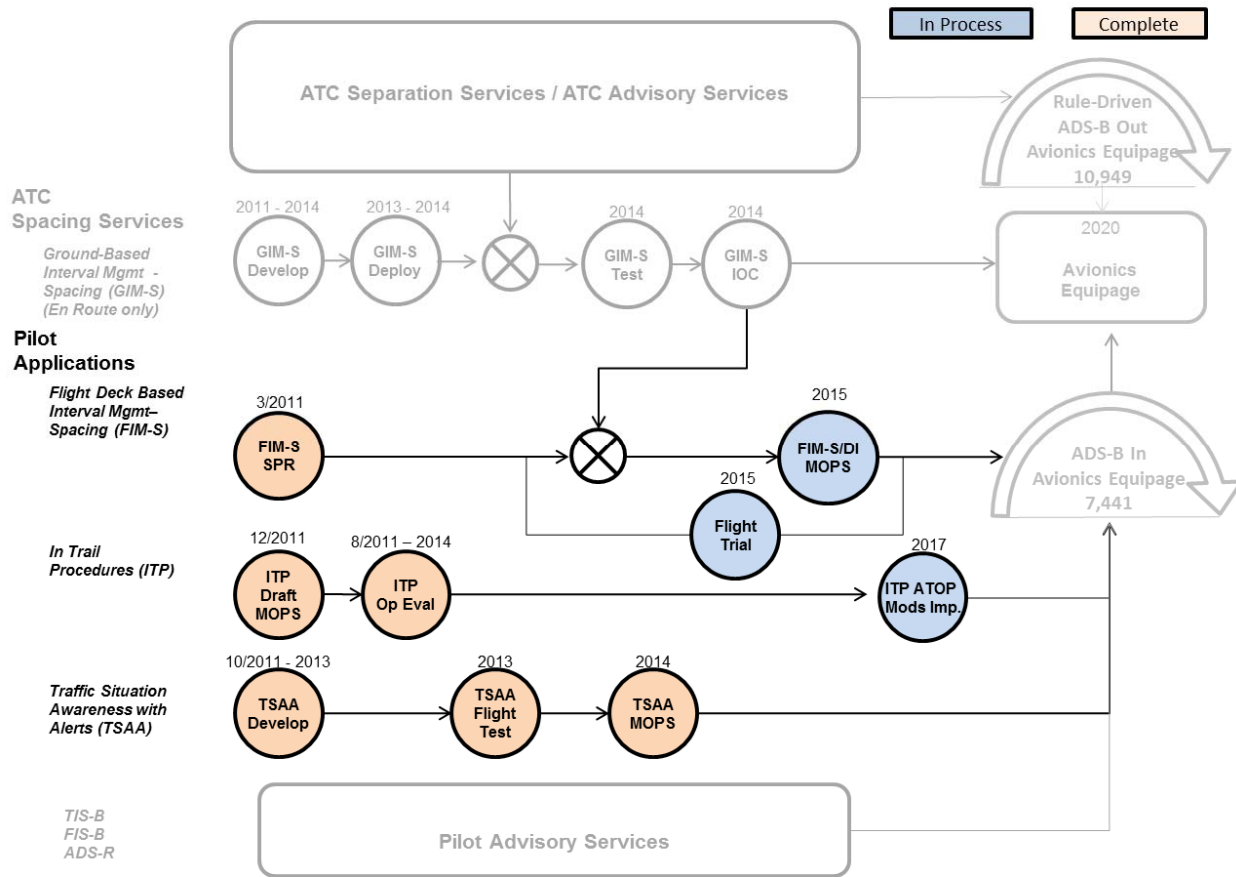 In Process
Complete
ATC Separation Services / ATC Advisory Services
Rule-Driven
ADS-B Out
Avionics Equipage
10,949
ATC
Spacing Services
Ground-Based
Interval Mgmt -
Spacing (GIM-S)
(En Route only)
2011 - 2014
GIM-S
Develop
2013 - 2014
GIM-S
Deploy
2014
GIM-S
Test
2014
GIM-S
IOC
2020
Avionics
Equipage
Pilot
Applications
Flight Deck Based
Interval Mgmt–
Spacing (FIM-S)
3/2011
FIM-S
SPR
2015
FIM-S/DI
MOPS
2015
Flight
Trial
ADS-B In
Avionics Equipage
7,441
In Trail
Procedures (ITP)
12/2011
ITP
Draft
MOPS
8/2011 – 2014
ITP
Op Eval
2017
ITP ATOP
Mods Imp.
Traffic Situation
Awareness with
Alerts (TSAA)
10/2011 - 2013
TSAA
Develop
2013
TSAA
Flight
Test
2014
TSAA
MOPS
TIS-B
FIS-B
ADS-R
Pilot Advisory Services